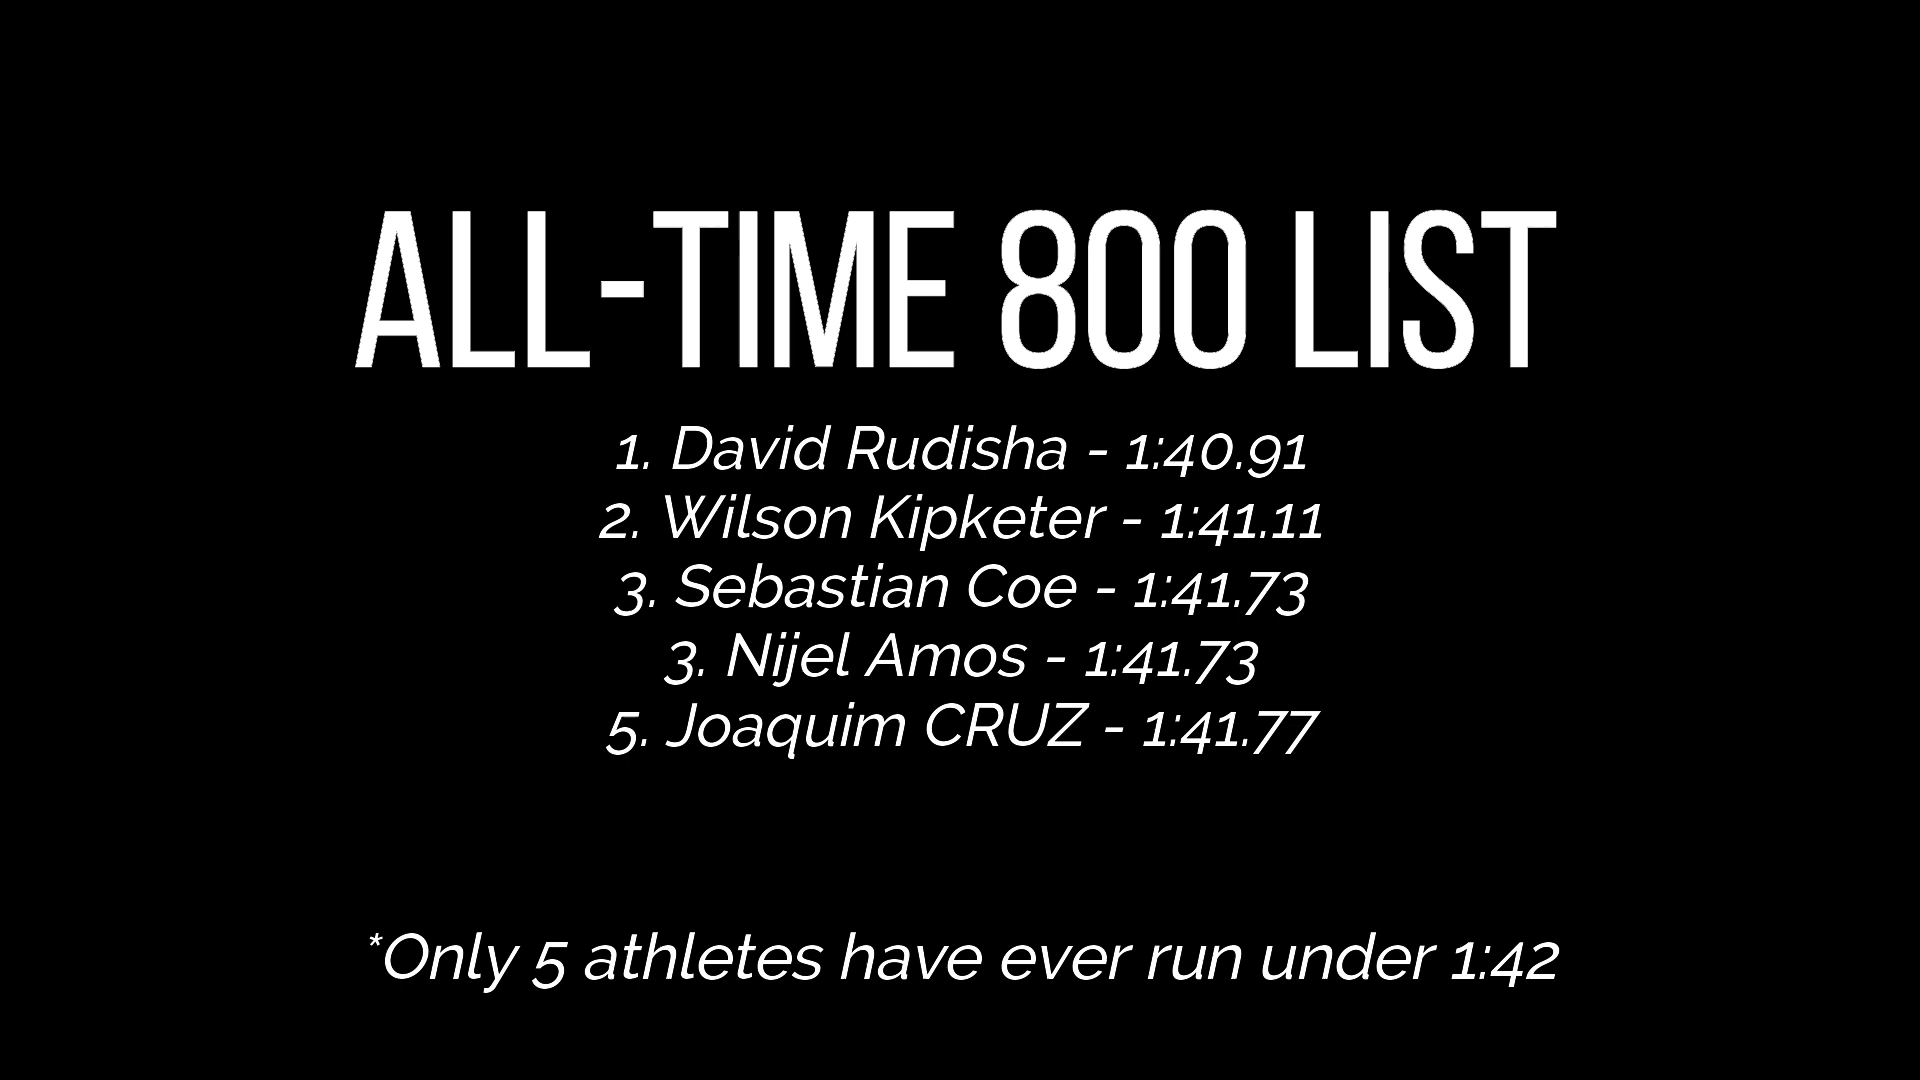 ALL-TIME 800 LIST
1. David Rudisha - 1:40.91
2. Wilson Kipketer - 1:41.11
3. Sebastian Coe - 1:41.73
3. Nijel Amos - 1:41.73
5. Joaquim CRUZ - 1:41.77
*Only 5 athletes have ever run under 1:42